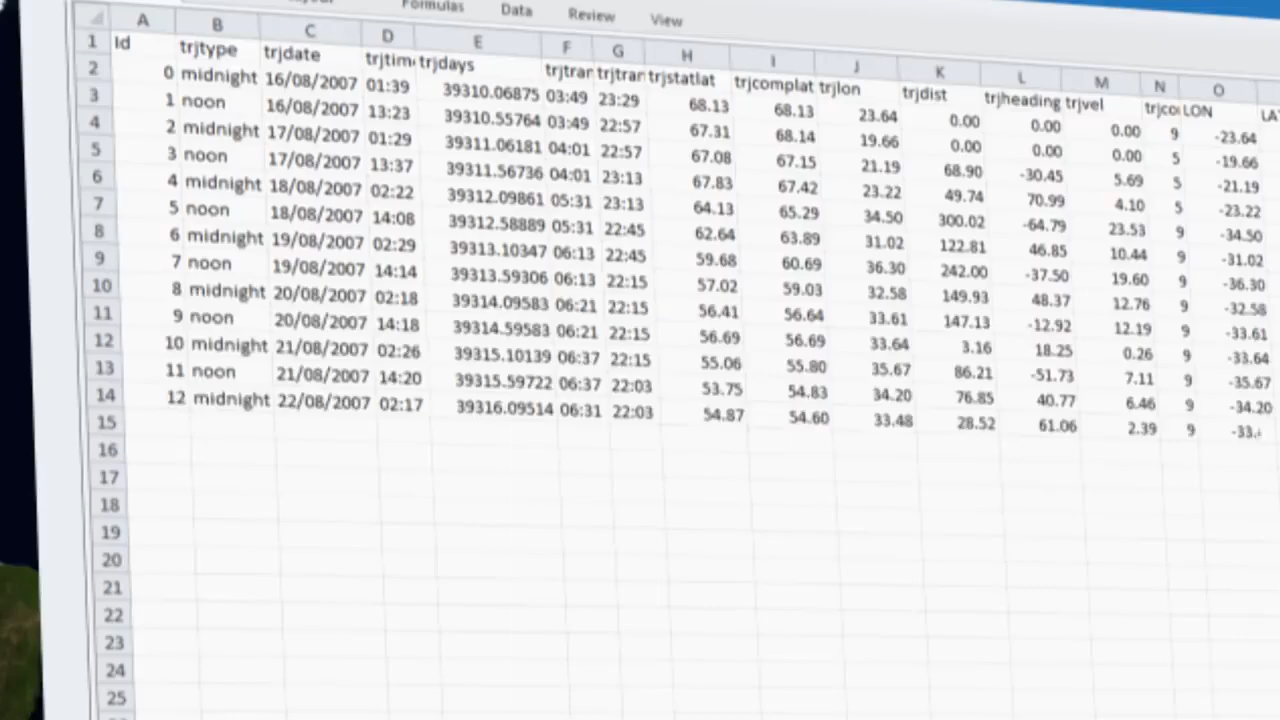 Formulas Data Review View
A B C D E F G H I J K L M N O
1 Id trjtype trjdate trjtim trjdays trjtran trjtran trjstatlat trjcomplat trjlon trjdist trjheading trjvel trjco LON LA
2 0 midnight 16/08/2007 01:39 39310.06875 03:49 23:29 68.13 68.13 23.64 0.00 0.00 0.00 9 -23.64
3 1 noon 16/08/2007 13:23 39310.55764 03:49 22:57 67.31 68.14 19.66 0.00 0.00 0.00 5 -19.66
4 2 midnight 17/08/2007 01:29 39311.06181 04:01 22:57 67.08 67.15 21.19 68.90 -30.45 5.69 5 -21.19
5 3 noon 17/08/2007 13:37 39311.56736 04:01 23:13 67.83 67.42 23.22 49.74 70.99 4.10 5 -23.22
6 4 midnight 18/08/2007 02:22 39312.09861 05:31 23:13 64.13 65.29 34.50 300.02 -64.79 23.53 9 -34.50
7 5 noon 18/08/2007 14:08 39312.58889 05:31 22:45 62.64 63.89 31.02 122.81 46.85 10.44 9 -31.02
8 6 midnight 19/08/2007 02:29 39313.10347 06:13 22:45 59.68 60.69 36.30 242.00 -37.50 19.60 9 -36.30
9 7 noon 19/08/2007 14:14 39313.59306 06:13 22:15 57.02 59.03 32.58 149.93 48.37 12.76 9 -32.58
10 8 midnight 20/08/2007 02:18 39314.09583 06:21 22:15 56.41 56.64 33.61 147.13 -12.92 12.19 9 -33.61
11 9 noon 20/08/2007 14:18 39314.59583 06:21 22:15 56.69 56.69 33.64 3.16 18.25 0.26 9 -33.64
12 10 midnight 21/08/2007 02:26 39315.10139 06:37 22:15 55.06 55.80 35.67 86.21 -51.73 7.11 9 -35.67
13 11 noon 21/08/2007 14:20 39315.59722 06:37 22:03 53.75 54.83 34.20 76.85 40.77 6.46 9 -34.20
14 12 midnight 22/08/2007 02:17 39316.09514 06:31 22:03 54.87 54.60 33.48 28.52 61.06 2.39 9
15
16
17
18
19
20
21
22
23
24
25